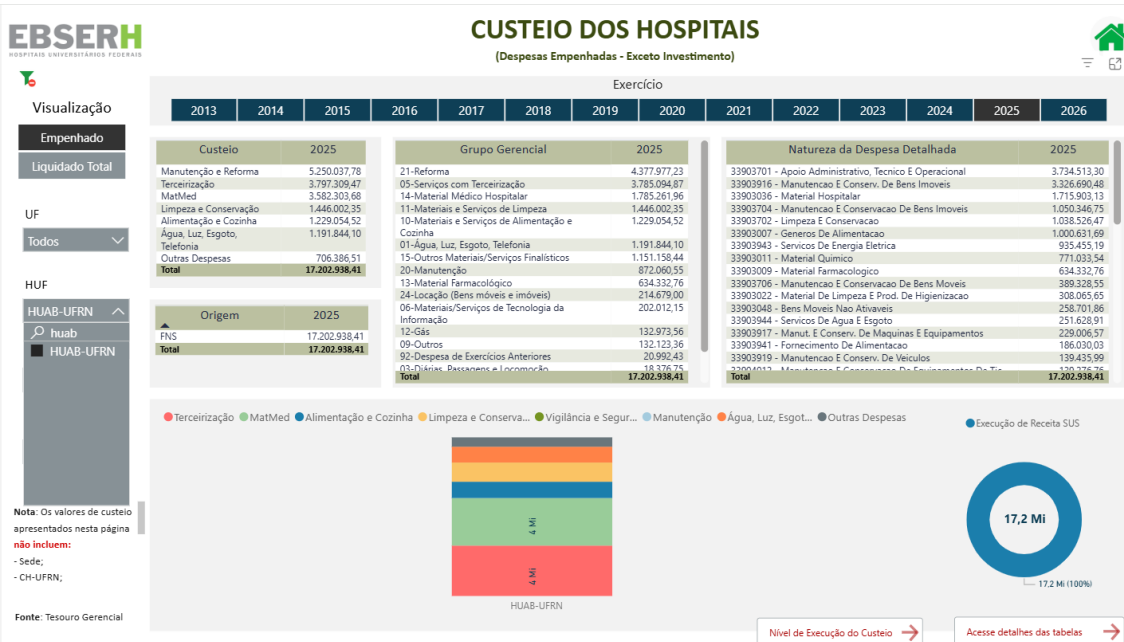 EBSERH
HOSPITAIS UNIVERSITÁRIOS FEDERAIS
CUSTEIO DOS HOSPITAIS
(Despesas Empenhadas - Exceto Investimento)
Visualização
Empenhado
Liquidado Total
UF
Todos
HUF
HUAB-UFRN
huab
HUAB-UFRN
Nota: Os valores de custeio
apresentados nesta página
não incluem:
- Sede;
- CH-UFRN;
Fonte: Tesouro Gerencial
Exercício
2013 2014 2015 2016 2017 2018 2019 2020 2021 2022 2023 2024 2025 2026
Custeio 2025
Manutenção e Reforma 5.250.037,78
Terceirização 3.797.309,47
MatMed 3.582.303,68
Limpeza e Conservação 1.446.002,35
Alimentação e Cozinha 1.229.054,52
Água, Luz, Esgoto,
Telefonia 1.191.844,10
Outras Despesas 706.386,51
Total 17.202.938,41
Origem 2025
FNS 17.202.938,41
Total 17.202.938,41
Grupo Gerencial 2025
21-Reforma 4.377.977,23
05-Serviços com Terceirização 3.785.094,87
14-Material Médico Hospitalar 1.785.261,96
11-Materiais e Serviços de Limpeza 1.446.002,35
10-Materiais e Serviços de Alimentação e 1.229.054,52
Cozinha
01-Água, Luz, Esgoto, Telefonia 1.191.844,10
15-Outros Materiais/Serviços Finalísticos 1.151.158,44
20-Manutenção 872.060,55
13-Material Farmacológico 634.332,76
24-Locação (Bens móveis e imóveis) 214.679,00
06-Materiais/Serviços de Tecnologia da 202.012,15
Informação
12-Gás 132.973,56
09-Outros 132.123,36
92-Despesa de Exercícios Anteriores 20.992,43
03-Diárias, Passagens e Locomoção 18.376,75
Total 17.202.938,41
Natureza da Despesa Detalhada 2025
33903701 - Apoio Administrativo, Tecnico E Operacional 3.734.513,30
33903916 - Manutencao E Conserv. De Bens Imoveis 3.326.690,48
33903036 - Material Hospitalar 1.715.903,13
33903704 - Manutencao E Conservacao De Bens Imoveis 1.050.346,75
33903702 - Limpeza E Conservacao 1.038.526,47
33903007 - Generos De Alimentacao 1.000.631,69
33903943 - Servicos De Energia Eletrica 935.455,19
33903011 - Material Quimico 771.033,54
33903009 - Material Farmacologico 634.332,76
33903706 - Manutencao E Conservacao De Bens Moveis 389.328,55
33903022 - Material De Limpeza E Prod. De Higienizacao 308.065,65
33903048 - Bens Moveis Nao Ativaveis 258.701,86
33903944 - Servicos De Agua E Esgoto 251.628,91
33903917 - Manut. E Conserv. De Maquinas E Equipamentos 229.006,57
33903941 - Fornecimento De Alimentacao 186.030,03
33903919 - Manutencao E Conserv. De Veiculos 139.435,99
Total 17.202.938,41
Terceirização MatMed Alimentação e Cozinha Limpeza e Conserva... Vigilância e Segur... Manutenção Água, Luz, Esgot... Outras Despesas
4 Mi
4 Mi
HUAB-UFRN
Execução de Receita SUS
17,2 Mi
17,2 Mi (100%)
Nível de Execução do Custeio
Acesse detalhes das tabelas